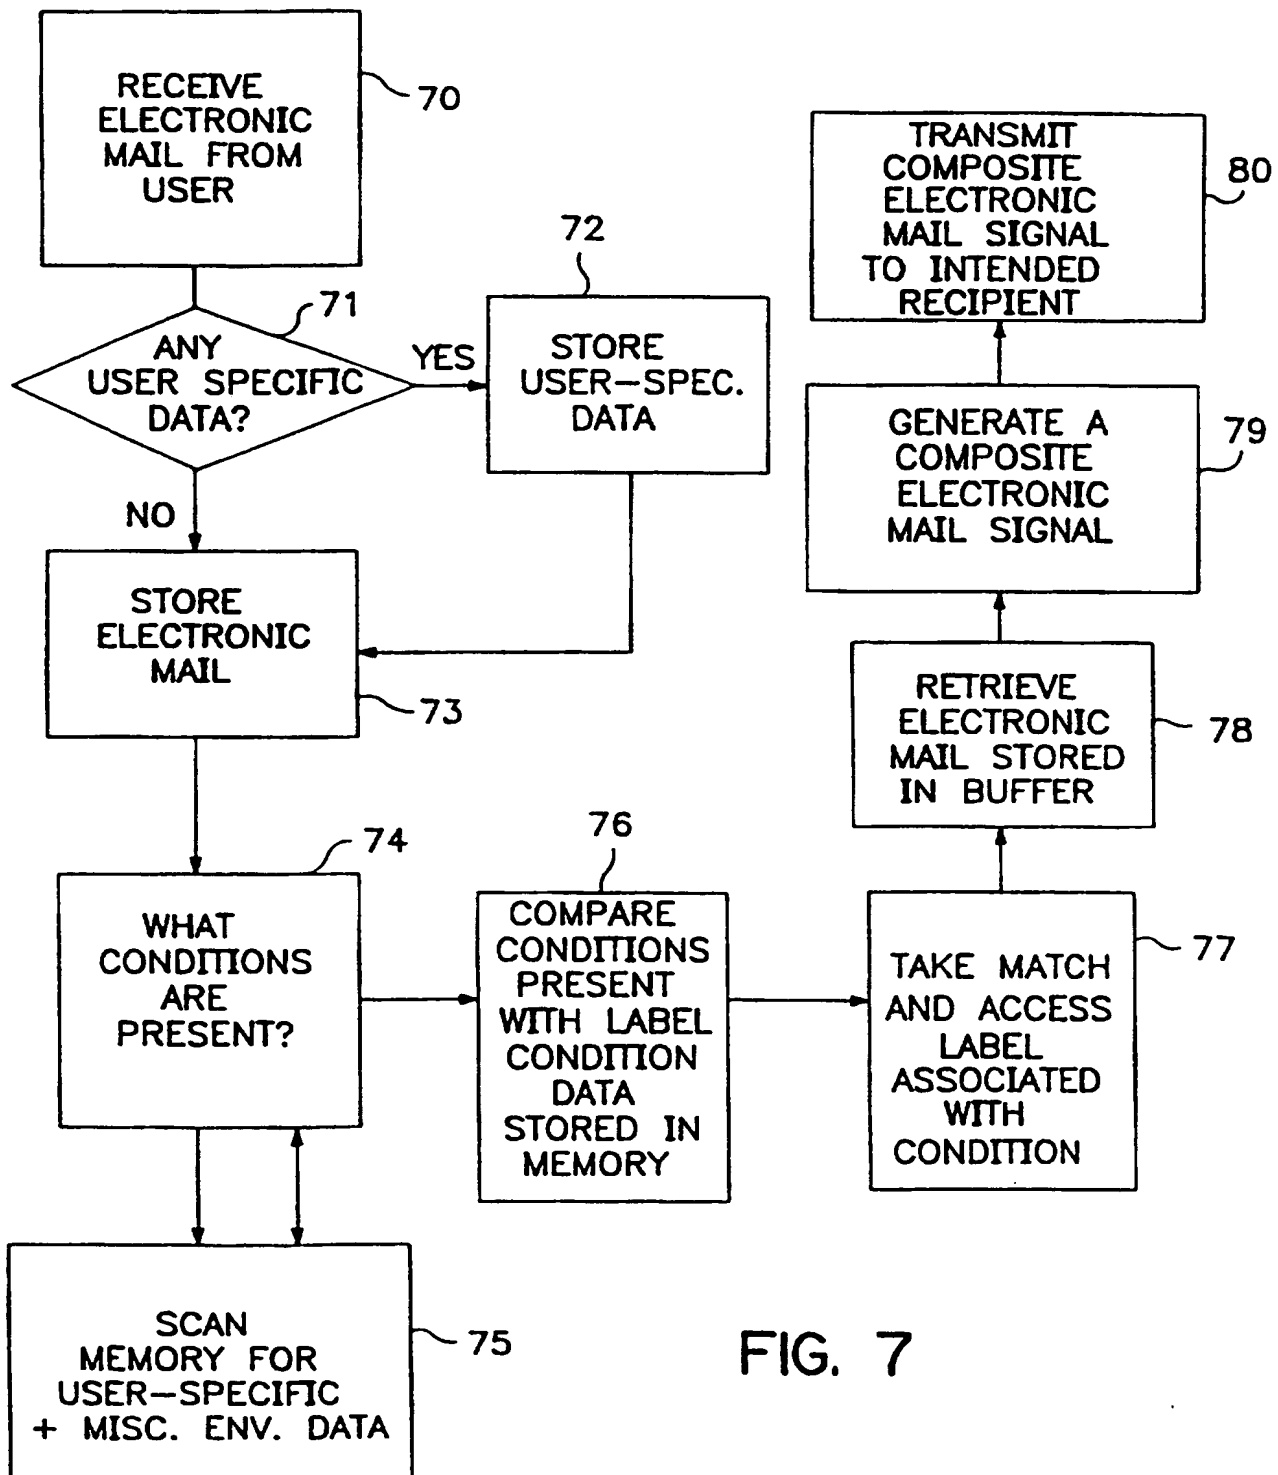 RECEIVE
ELECTRONIC
MAIL FROM
USER
70
71
ANY
USER SPECIFIC
DATA?
YES
NO
72
STORE
USER-SPEC.
DATA
STORE
ELECTRONIC
MAIL
73
74
WHAT
CONDITIONS
ARE
PRESENT?
SCAN
MEMORY FOR
USER-SPECIFIC
+ MISC. ENV. DATA
75
76
COMPARE
CONDITIONS
PRESENT
WITH LABEL
CONDITION
DATA
STORED IN
MEMORY
TAKE MATCH
AND ACCESS
LABEL
ASSOCIATED
WITH
CONDITION
77
RETRIEVE
ELECTRONIC
MAIL STORED
IN BUFFER
78
GENERATE A
COMPOSITE
ELECTRONIC
MAIL SIGNAL
79
TRANSMIT
COMPOSITE
ELECTRONIC
MAIL SIGNAL
TO INTENDED
RECIPIENT
80
FIG. 7